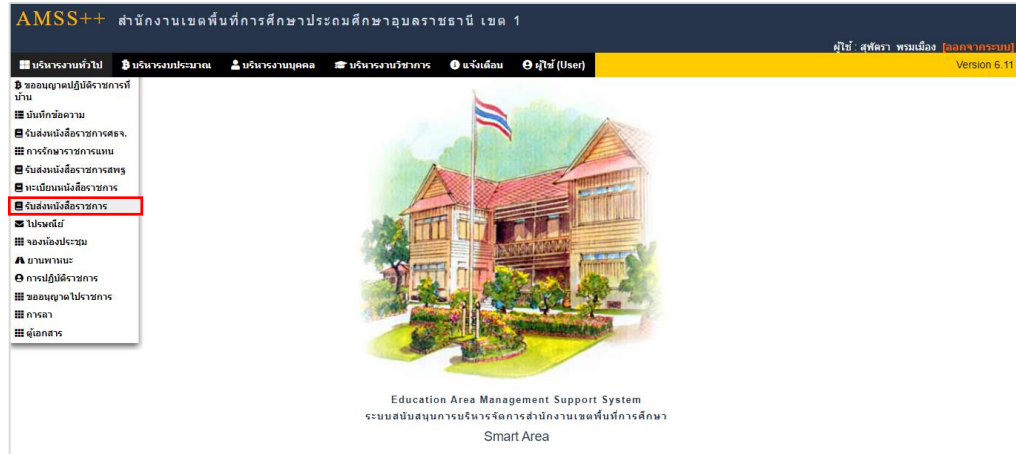 AMSS++ สำนักงานเขตพื้นที่การศึกษาประถมศึกษาอุบลราชธานี เขต 1
ผู้ใช้ : สุพัตรา พรมเมือง [ออกจากระบบ]
บริหารงานทั่วไป บริหารงบประมาณ บริหารงานบุคคล บริหารงานวิชาการ แจ้งเตือน ผู้ใช้ (User) Version 6.11
ขออนุญาตปฏิบัติราชการที่
บ้าน
บันทึกข้อความ
รับส่งหนังสือราชการศธจ.
การรักษาราชการแทน
รับส่งหนังสือราชการสพฐ
ทะเบียนหนังสือราชการ
รับส่งหนังสือราชการ
ไปรษณีย์
จองห้องประชุม
ยานพาหนะ
การปฏิบัติราชการ
ขออนุญาตไปราชการ
การลา
ตู้เอกสาร
Education Area Management Support System
ระบบสนับสนุนการบริหารจัดการสำนักงานเขตพื้นที่การศึกษา
Smart Area